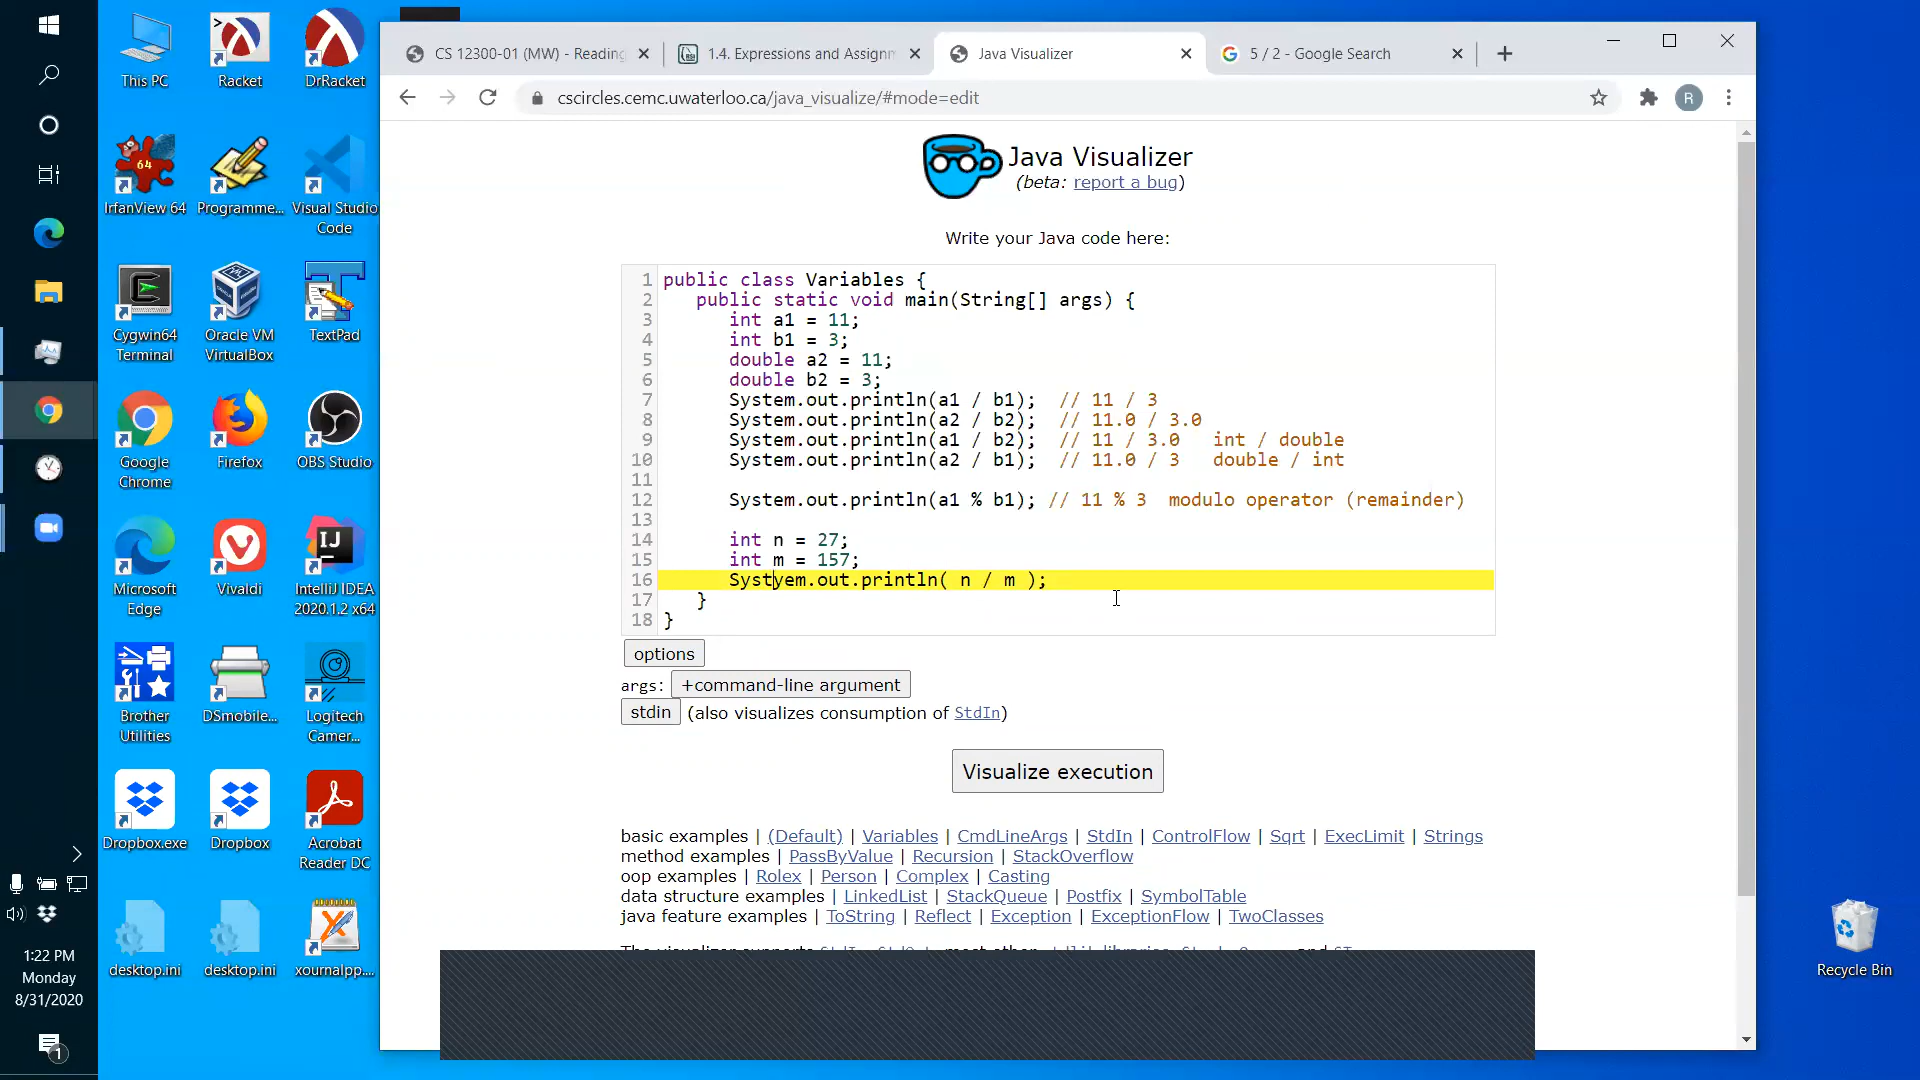 This PC
Racket
DrRacket
IrfanView 64
Programme...
Visual Studio Code
Cygwin64 Terminal
Oracle VM VirtualBox
TextPad
Google Chrome
Firefox
OBS Studio
Microsoft Edge
Vivaldi
IntelliJ IDEA 2020.1.2 x64
Brother Utilities
DSmobile...
Logitech Camer...
Dropbox.exe
Dropbox
Acrobat Reader DC
desktop.ini
desktop.ini
xournalpp....
1:22 PM
Monday
8/31/2020
1
CS 12300-01 (MW) - Reading
1.4. Expressions and Assignm
Java Visualizer
5 / 2 - Google Search
cscircles.cemc.uwaterloo.ca/java_visualize/#mode=edit
R
Java Visualizer
(beta: report a bug)
Write your Java code here:
1 public class Variables {
2 public static void main(String[] args) {
3 int a1 = 11;
4 int b1 = 3;
5 double a2 = 11;
6 double b2 = 3;
7 System.out.println(a1 / b1); // 11 / 3
8 System.out.println(a2 / b2); // 11.0 / 3.0
9 System.out.println(a1 / b2); // 11 / 3.0 int / double
10 System.out.println(a2 / b1); // 11.0 / 3 double / int
11
12 System.out.println(a1 % b1); // 11 % 3 modulo operator (remainder)
13
14 int n = 27;
15 int m = 157;
16 Systyem.out.println( n / m );
17 }
18 }
options
args: +command-line argument
stdin (also visualizes consumption of StdIn)
Visualize execution
basic examples | (Default) | Variables | CmdLineArgs | StdIn | ControlFlow | Sqrt | ExecLimit | Strings
method examples | PassByValue | Recursion | StackOverflow
oop examples | Rolex | Person | Complex | Casting
data structure examples | LinkedList | StackQueue | Postfix | SymbolTable
java feature examples | ToString | Reflect | Exception | ExceptionFlow | TwoClasses
Recycle Bin